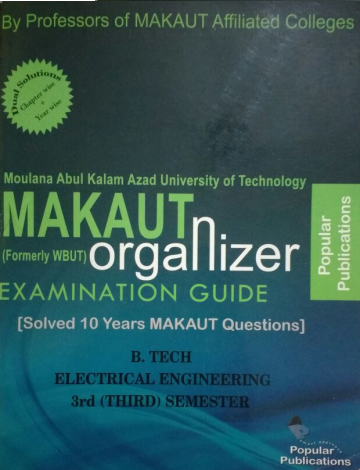 By Professors of MAKAUT Affiliated Colleges
Dual Solutions
Chapter wise
+
Year wise
Moulana Abul Kalam Azad University of Technology
MAKAUT
(Formerly WBUT)
organizer
Popular
Publications
EXAMINATION GUIDE
[Solved 10 Years MAKAUT Questions]
B. TECH
ELECTRICAL ENGINEERING
3rd (THIRD) SEMESTER
Popular
Publications